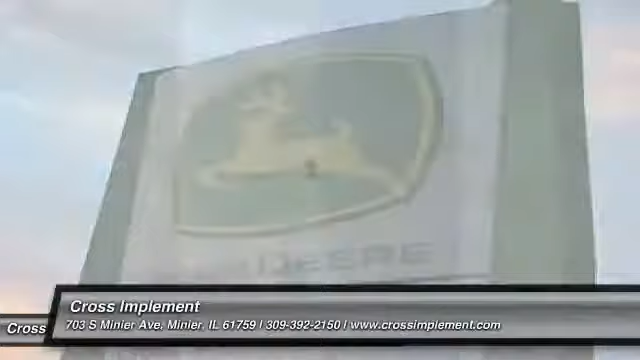 DEERE
Cross Implement
703 S Minier Ave, Minier, IL 61759 | 309-392-2150 | www.crossimplement.com
Cross